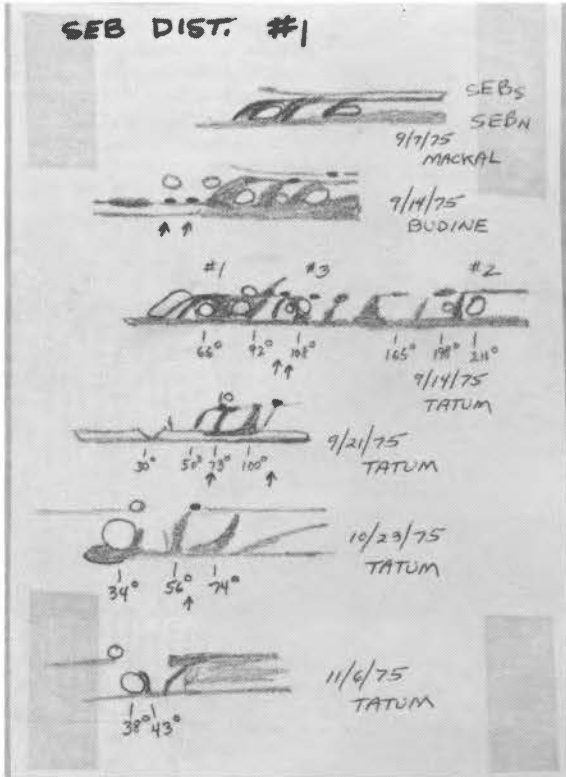 SEB DIST. #1
SEBS
SEBN
9/7/75
MACKAL
9/14/75
BUDINE
#1 #3 #2
66° 92° 108° 165° 198° 211°
9/14/75
TATUM
30° 50° 73° 100°
9/21/75
TATUM
10/23/75
TATUM
34° 56° 74°
11/6/75
TATUM
38° 43°